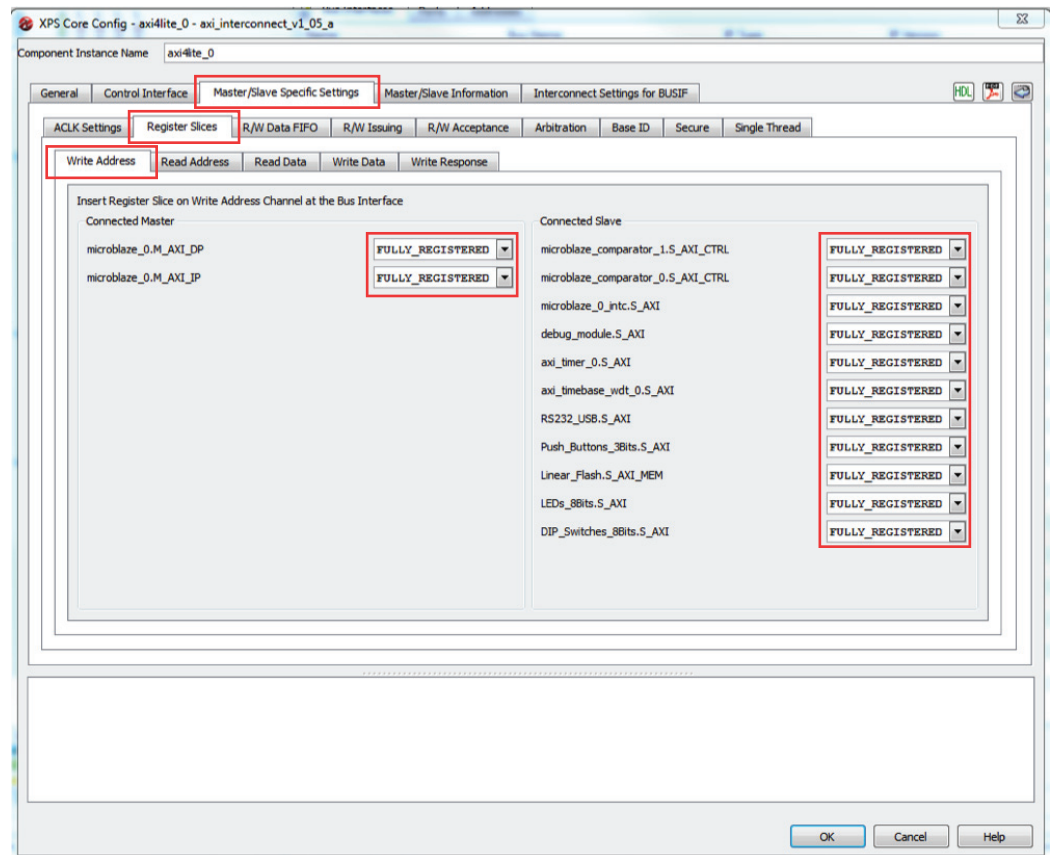 XPS Core Config - axi4lite_0 - axi_interconnect_v1_05_a
Component Instance Name axi4lite_0
General Control Interface Master/Slave Specific Settings Master/Slave Information Interconnect Settings for BUSIF HDL
ACLK Settings Register Slices R/W Data FIFO R/W Issuing R/W Acceptance Arbitration Base ID Secure Single Thread
Write Address Read Address Read Data Write Data Write Response
Insert Register Slice on Write Address Channel at the Bus Interface
Connected Master
microblaze_0.M_AXI_DP FULLY_REGISTERED
microblaze_0.M_AXI_IP FULLY_REGISTERED
Connected Slave
microblaze_comparator_1.S_AXI_CTRL FULLY_REGISTERED
microblaze_comparator_0.S_AXI_CTRL FULLY_REGISTERED
microblaze_0_intc.S_AXI FULLY_REGISTERED
debug_module.S_AXI FULLY_REGISTERED
axi_timer_0.S_AXI FULLY_REGISTERED
axi_timebase_wdt_0.S_AXI FULLY_REGISTERED
RS232_USB.S_AXI FULLY_REGISTERED
Push_Buttons_3Bits.S_AXI FULLY_REGISTERED
Linear_Flash.S_AXI_MEM FULLY_REGISTERED
LEDs_8Bits.S_AXI FULLY_REGISTERED
DIP_Switches_8Bits.S_AXI FULLY_REGISTERED
OK Cancel Help